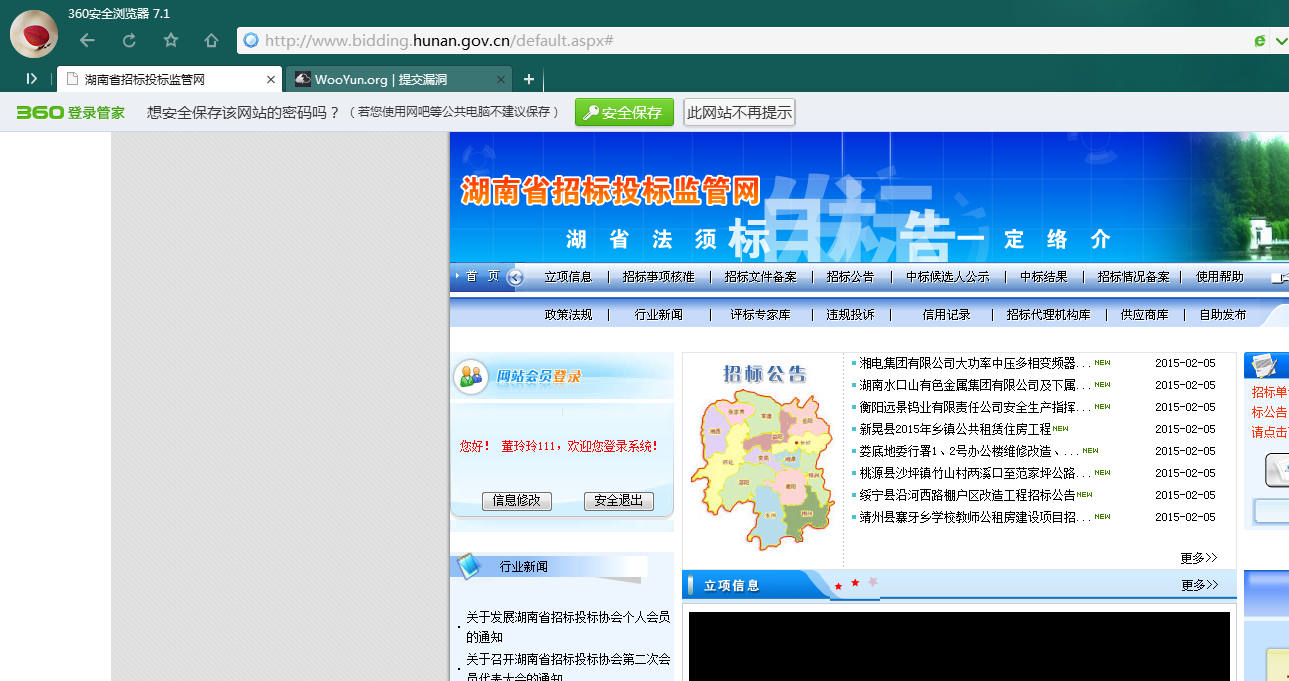 360安全浏览器 7.1
http://www.bidding.hunan.gov.cn/default.aspx#
湖南省招标投标监管网
WooYun.org | 提交漏洞
360 登录管家 想安全保存该网站的密码吗？（若您使用网吧等公共电脑不建议保存） 安全保存 此网站不再提示
湖南省招标投标监管网
目标
湖 省 法 须 标 告 一 定 络 介
首 页 立项信息 | 招标事项核准 | 招标文件备案 | 招标公告 | 中标候选人公示 | 中标结果 | 招标情况备案 | 使用帮助
政策法规 | 行业新闻 | 评标专家库 | 违规投诉 | 信用记录 | 招标代理机构库 | 供应商库 | 自助发布
网站会员登录
您好！ 董玲玲111，欢迎您登录系统!
信息修改 安全退出
行业新闻
关于发展湖南省招标投标协会个人会员
的通知
关于召开湖南省招标投标协会第二次会
员代表大会的通知
招标公告
湘电集团有限公司大功率中压多相变频器... NEW 2015-02-05
湖南水口山有色金属集团有限公司及下属... NEW 2015-02-05
衡阳远景钨业有限责任公司安全生产指挥... NEW 2015-02-05
新晃县2015年乡镇公共租赁住房工程 NEW 2015-02-05
娄底地委行署1、2号办公楼维修改造、... NEW 2015-02-05
桃源县沙坪镇竹山村两溪口至范家坪公路... NEW 2015-02-05
绥宁县沿河西路棚户区改造工程招标公告 NEW 2015-02-05
靖州县寨牙乡学校教师公租房建设项目招... NEW 2015-02-05
更多>>
立项信息
更多>>
招标单
标公告
请点击